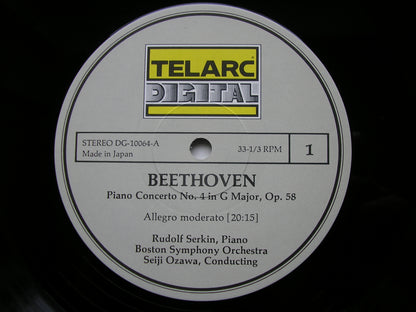 TELARC
DIGITAL
STEREO DG-10064-A
Made in Japan
33-1/3 RPM
1
BEETHOVEN
Piano Concerto No. 4 in G Major, Op. 58
Allegro moderato [20:15]
Rudolf Serkin, Piano
Boston Symphony Orchestra
Seiji Ozawa, Conducting